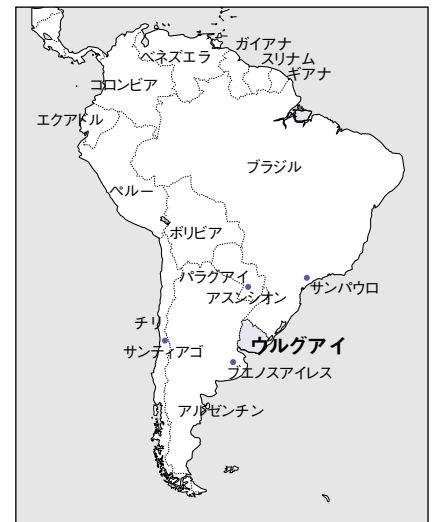 ガイアナ
ベネズエラ
スリナム
ギアナ
コロンビア
エクアドル
ブラジル
ペルー
ボリビア
パラグアイ
アスンシオン
サンパウロ
チリ
ウルグアイ
サンティアゴ
ブエノスアイレス
アルゼンチン